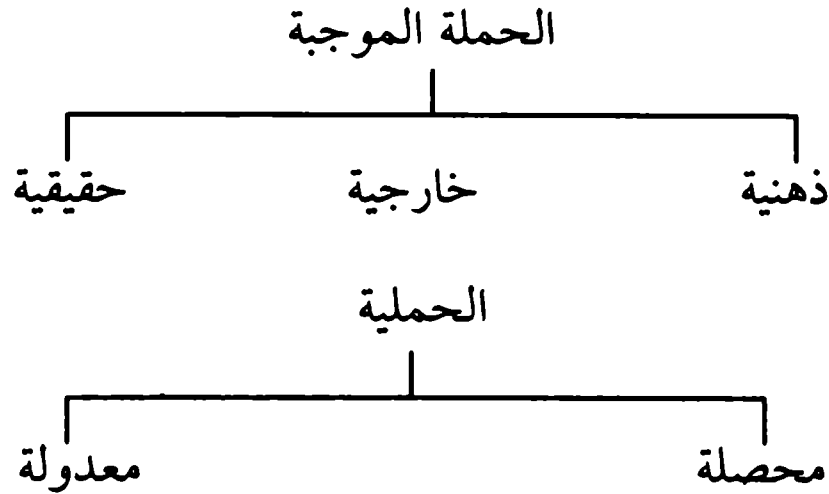 الحملة الموجبة
ذهنية خارجية حقيقية
الحملية
محصلة معدولة